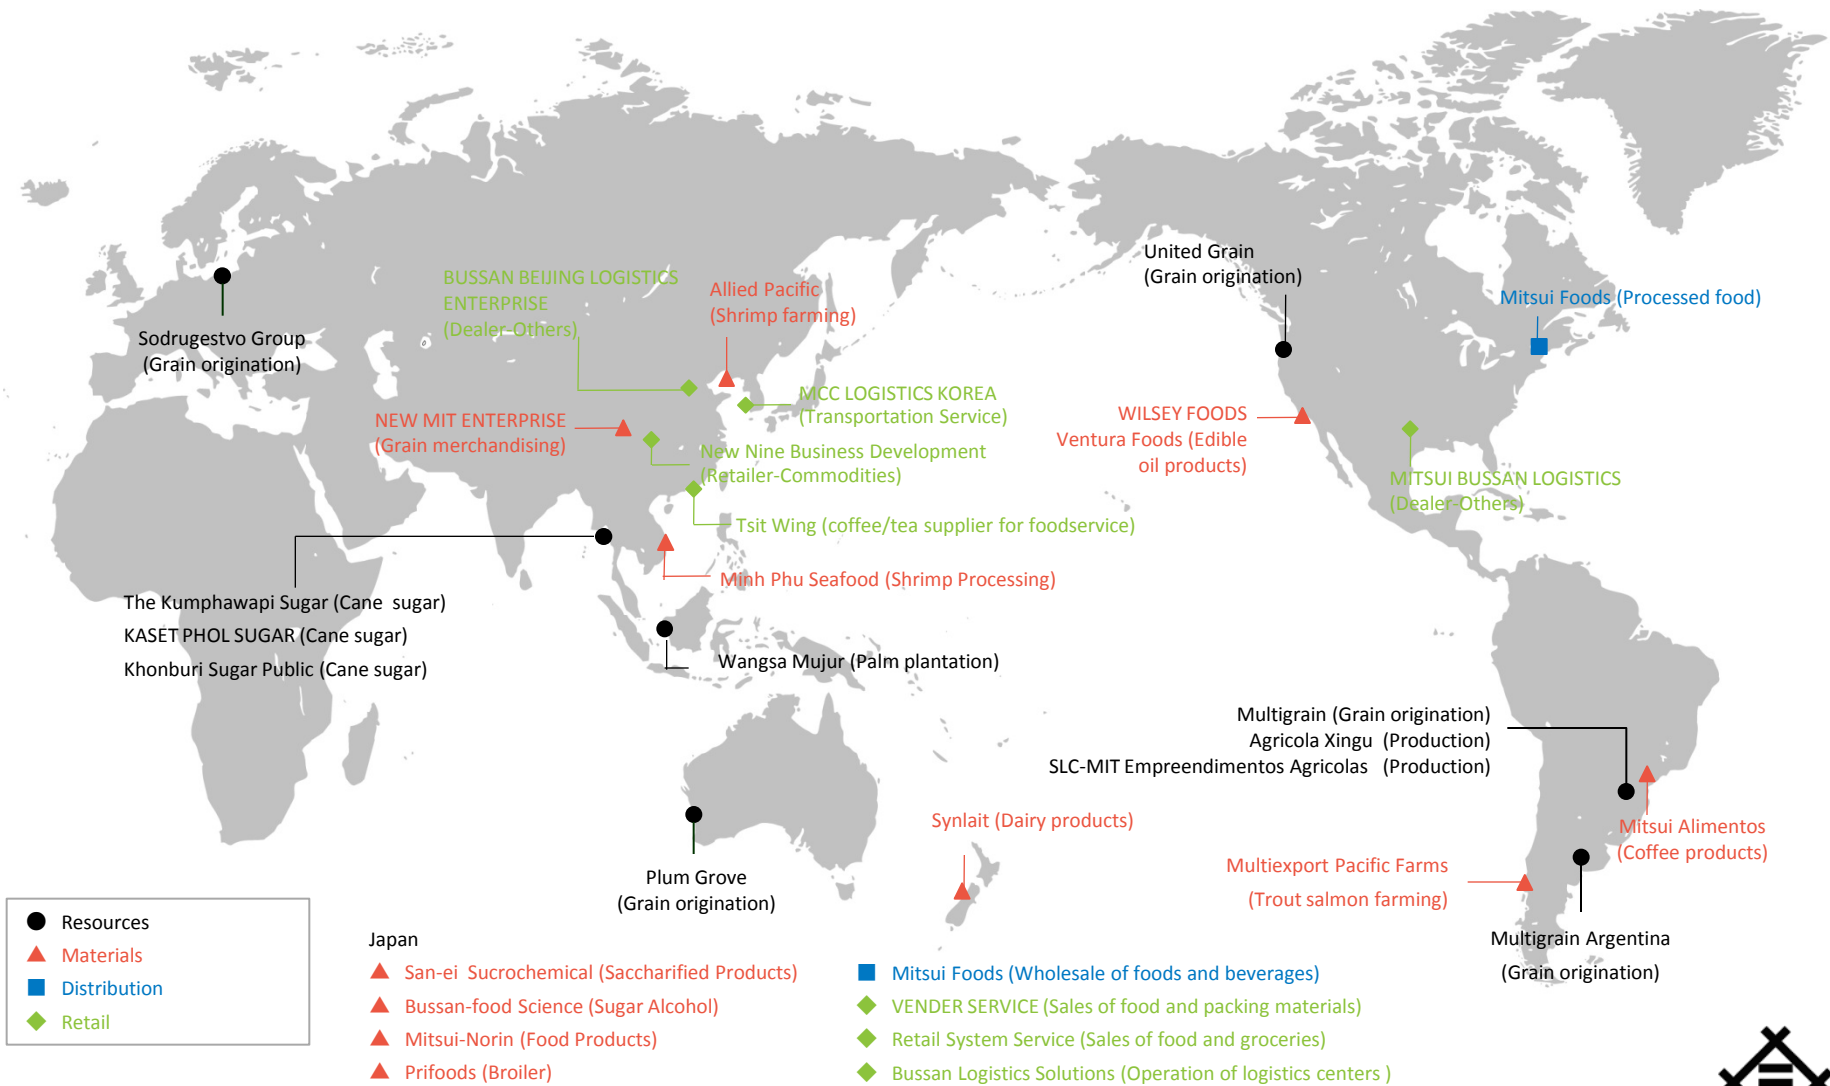 United Grain
(Grain origination)
BUSSAN BEIJING LOGISTICS
ENTERPRISE
(Dealer-Others)
Allied Pacific
(Shrimp farming)
Mitsui Foods (Processed food)
Sodrugestvo Group
(Grain origination)
MCC LOGISTICS KOREA
(Transportation Service)
NEW MIT ENTERPRISE
(Grain merchandising)
WILSEY FOODS
Ventura Foods (Edible
oil products)
New Nine Business Development
(Retailer-Commodities)
MITSUI BUSSAN LOGISTICS
(Dealer-Others)
Tsit Wing (coffee/tea supplier for foodservice)
Minh Phu Seafood (Shrimp Processing)
The Kumphawapi Sugar (Cane sugar)
KASET PHOL SUGAR (Cane sugar)
Khonburi Sugar Public (Cane sugar)
Wangsa Mujur (Palm plantation)
Multigrain (Grain origination)
Agricola Xingu (Production)
SLC-MIT Empreendimentos Agricolas (Production)
Synlait (Dairy products)
Mitsui Alimentos
(Coffee products)
Multiexport Pacific Farms
(Trout salmon farming)
Plum Grove
(Grain origination)
Multigrain Argentina
(Grain origination)
Resources
Materials
Distribution
Retail
Japan
San-ei Sucrochemical (Saccharified Products)
Bussan-food Science (Sugar Alcohol)
Mitsui-Norin (Food Products)
Prifoods (Broiler)
Mitsui Foods (Wholesale of foods and beverages)
VENDER SERVICE (Sales of food and packing materials)
Retail System Service (Sales of food and groceries)
Bussan Logistics Solutions (Operation of logistics centers )